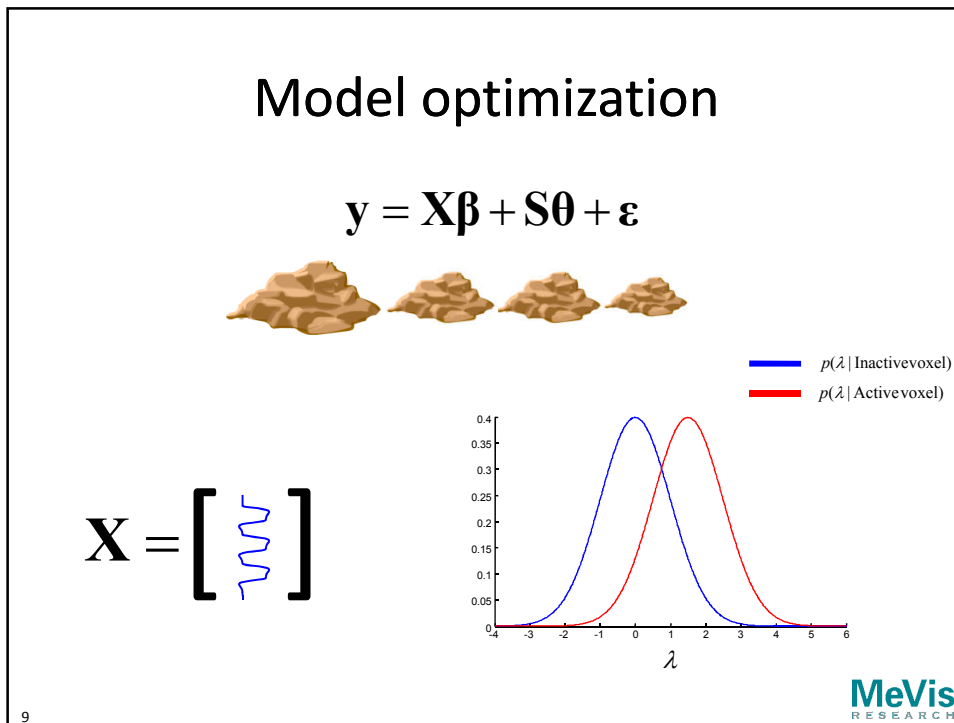 Model optimization
y = Xβ + Sθ + ε
p(λ | Inactivevoxel)
p(λ | Activevoxel)
0.4
0.35
0.3
0.25
0.2
0.15
0.1
0.05
0
-4 -3 -2 -1 0 1 2 3 4 5 6
λ
X = [ ]
MeVis
RESEARCH
9